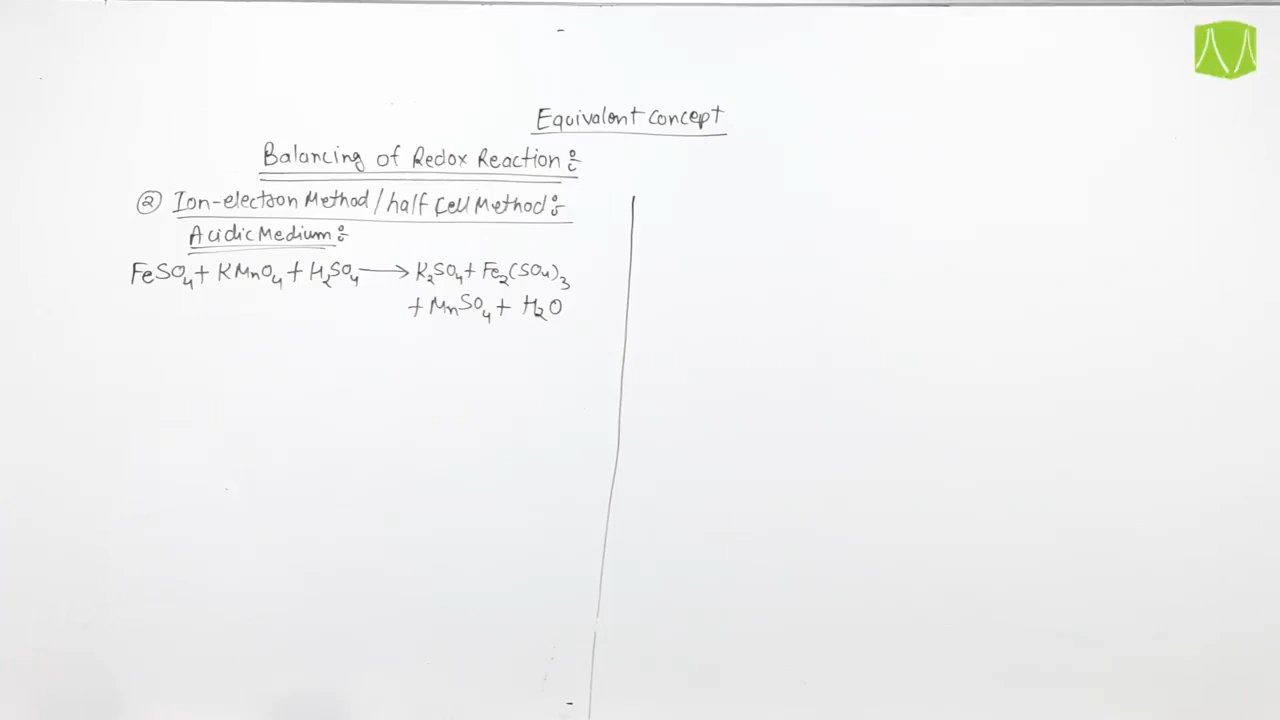 Equivalent Concept
Balancing of Redox Reaction :-
② Ion-electron Method / half Cell Method :-
Acidic Medium :-
FeSO₄ + KMnO₄ + H₂SO₄ ⟶ K₂SO₄ + Fe₂(SO₄)₃
+ MnSO₄ + H₂O